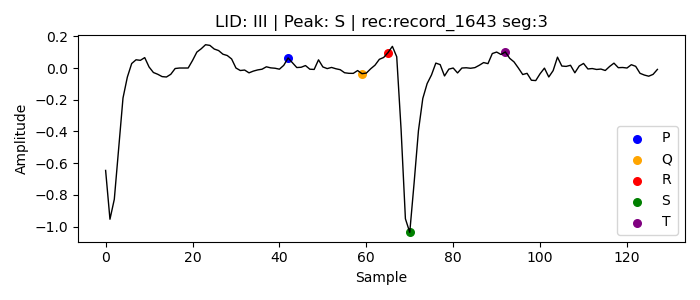 LID: III | Peak: S | rec:record_1643 seg:3
Amplitude
0.2
0.0
−0.2
−0.4
−0.6
−0.8
−1.0
P
Q
R
S
T
0 20 40 60 80 100 120
Sample